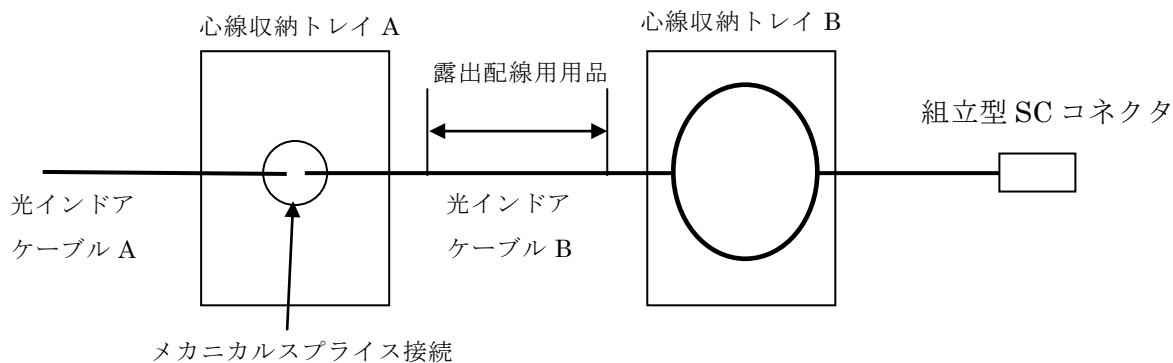 心線収納トレイ A
心線収納トレイ B
露出配線用用品
組立型 SC コネクタ
光インドア
ケーブル A
光インドア
ケーブル B
メカニカルスプライス接続